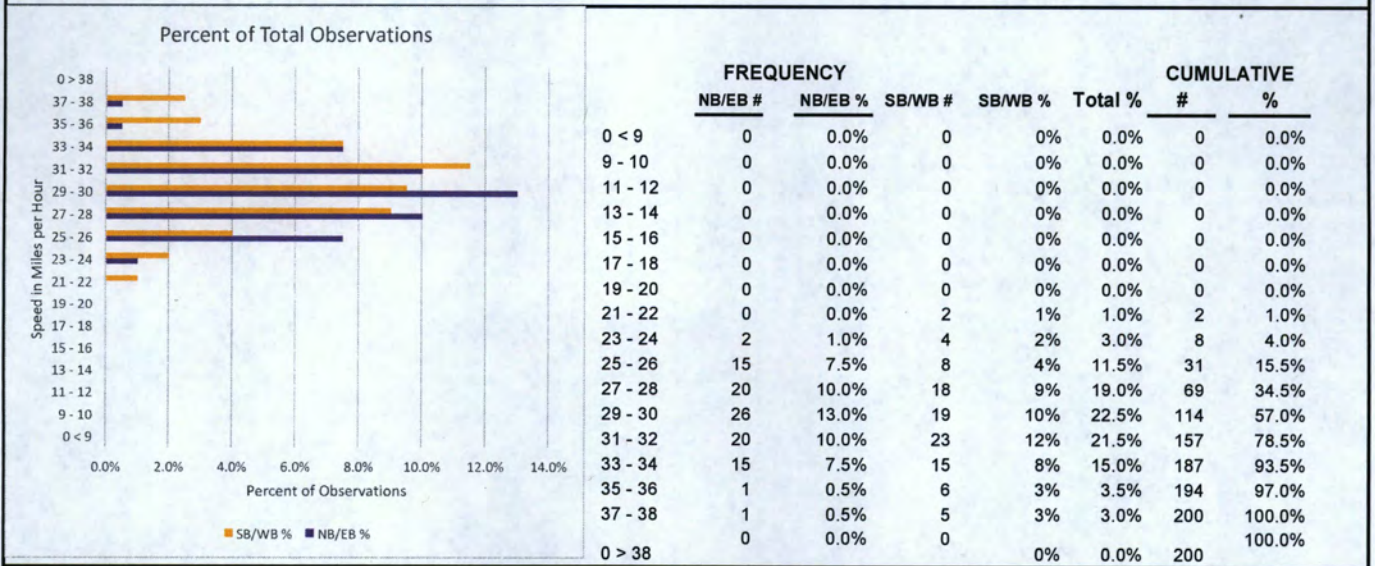 Percent of Total Observations
Speed in Miles per Hour
0 > 38
37 - 38
35 - 36
33 - 34
31 - 32
29 - 30
27 - 28
25 - 26
23 - 24
21 - 22
19 - 20
17 - 18
15 - 16
13 - 14
11 - 12
9 - 10
0 < 9
0.0% 2.0% 4.0% 6.0% 8.0% 10.0% 12.0% 14.0%
Percent of Observations
SB/WB % NB/EB %
FREQUENCY CUMULATIVE
NB/EB # NB/EB % SB/WB # SB/WB % Total % # %
0 < 9 0 0.0% 0 0% 0.0% 0 0.0%
9 - 10 0 0.0% 0 0% 0.0% 0 0.0%
11 - 12 0 0.0% 0 0% 0.0% 0 0.0%
13 - 14 0 0.0% 0 0% 0.0% 0 0.0%
15 - 16 0 0.0% 0 0% 0.0% 0 0.0%
17 - 18 0 0.0% 0 0% 0.0% 0 0.0%
19 - 20 0 0.0% 0 0% 0.0% 0 0.0%
21 - 22 0 0.0% 2 1% 1.0% 2 1.0%
23 - 24 2 1.0% 4 2% 3.0% 8 4.0%
25 - 26 15 7.5% 8 4% 11.5% 31 15.5%
27 - 28 20 10.0% 18 9% 19.0% 69 34.5%
29 - 30 26 13.0% 19 10% 22.5% 114 57.0%
31 - 32 20 10.0% 23 12% 21.5% 157 78.5%
33 - 34 15 7.5% 15 8% 15.0% 187 93.5%
35 - 36 1 0.5% 6 3% 3.5% 194 97.0%
37 - 38 1 0.5% 5 3% 3.0% 200 100.0%
0 0.0% 0 100.0%
0 > 38 0% 0.0% 200